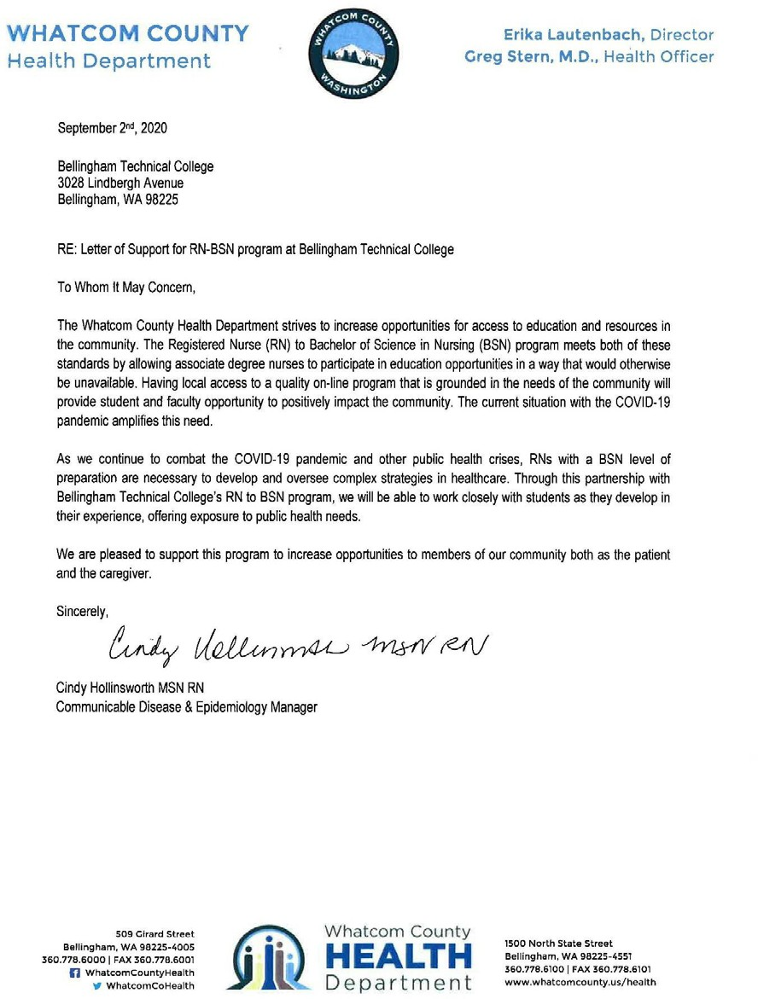 WHATCOM COUNTY
Health Department
WHATCOM COUNTY
WASHINGTON
Erika Lautenbach, Director
Greg Stern, M.D., Health Officer
September 2nd, 2020
Bellingham Technical College
3028 Lindbergh Avenue
Bellingham, WA 98225
RE: Letter of Support for RN-BSN program at Bellingham Technical College
To Whom It May Concern,
The Whatcom County Health Department strives to increase opportunities for access to education and resources in
the community. The Registered Nurse (RN) to Bachelor of Science in Nursing (BSN) program meets both of these
standards by allowing associate degree nurses to participate in education opportunities in a way that would otherwise
be unavailable. Having local access to a quality on-line program that is grounded in the needs of the community will
provide student and faculty opportunity to positively impact the community. The current situation with the COVID-19
pandemic amplifies this need.
As we continue to combat the COVID-19 pandemic and other public health crises, RNs with a BSN level of
preparation are necessary to develop and oversee complex strategies in healthcare. Through this partnership with
Bellingham Technical College's RN to BSN program, we will be able to work closely with students as they develop in
their experience, offering exposure to public health needs.
We are pleased to support this program to increase opportunities to members of our community both as the patient
and the caregiver.
Sincerely,
Cindy MSN RN
Cindy Hollinsworth MSN RN
Communicable Disease & Epidemiology Manager
509 Girard Street
Bellingham, WA 98225-4005
360.778.6000 | FAX 360.778.6001
WhatcomCountyHealth
WhatcomCoHealth
Whatcom County
HEALTH
Department
1500 North State Street
Bellingham, WA 98225-4551
360.778.6100 | FAX 360.778.6101
www.whatcomcounty.us/health